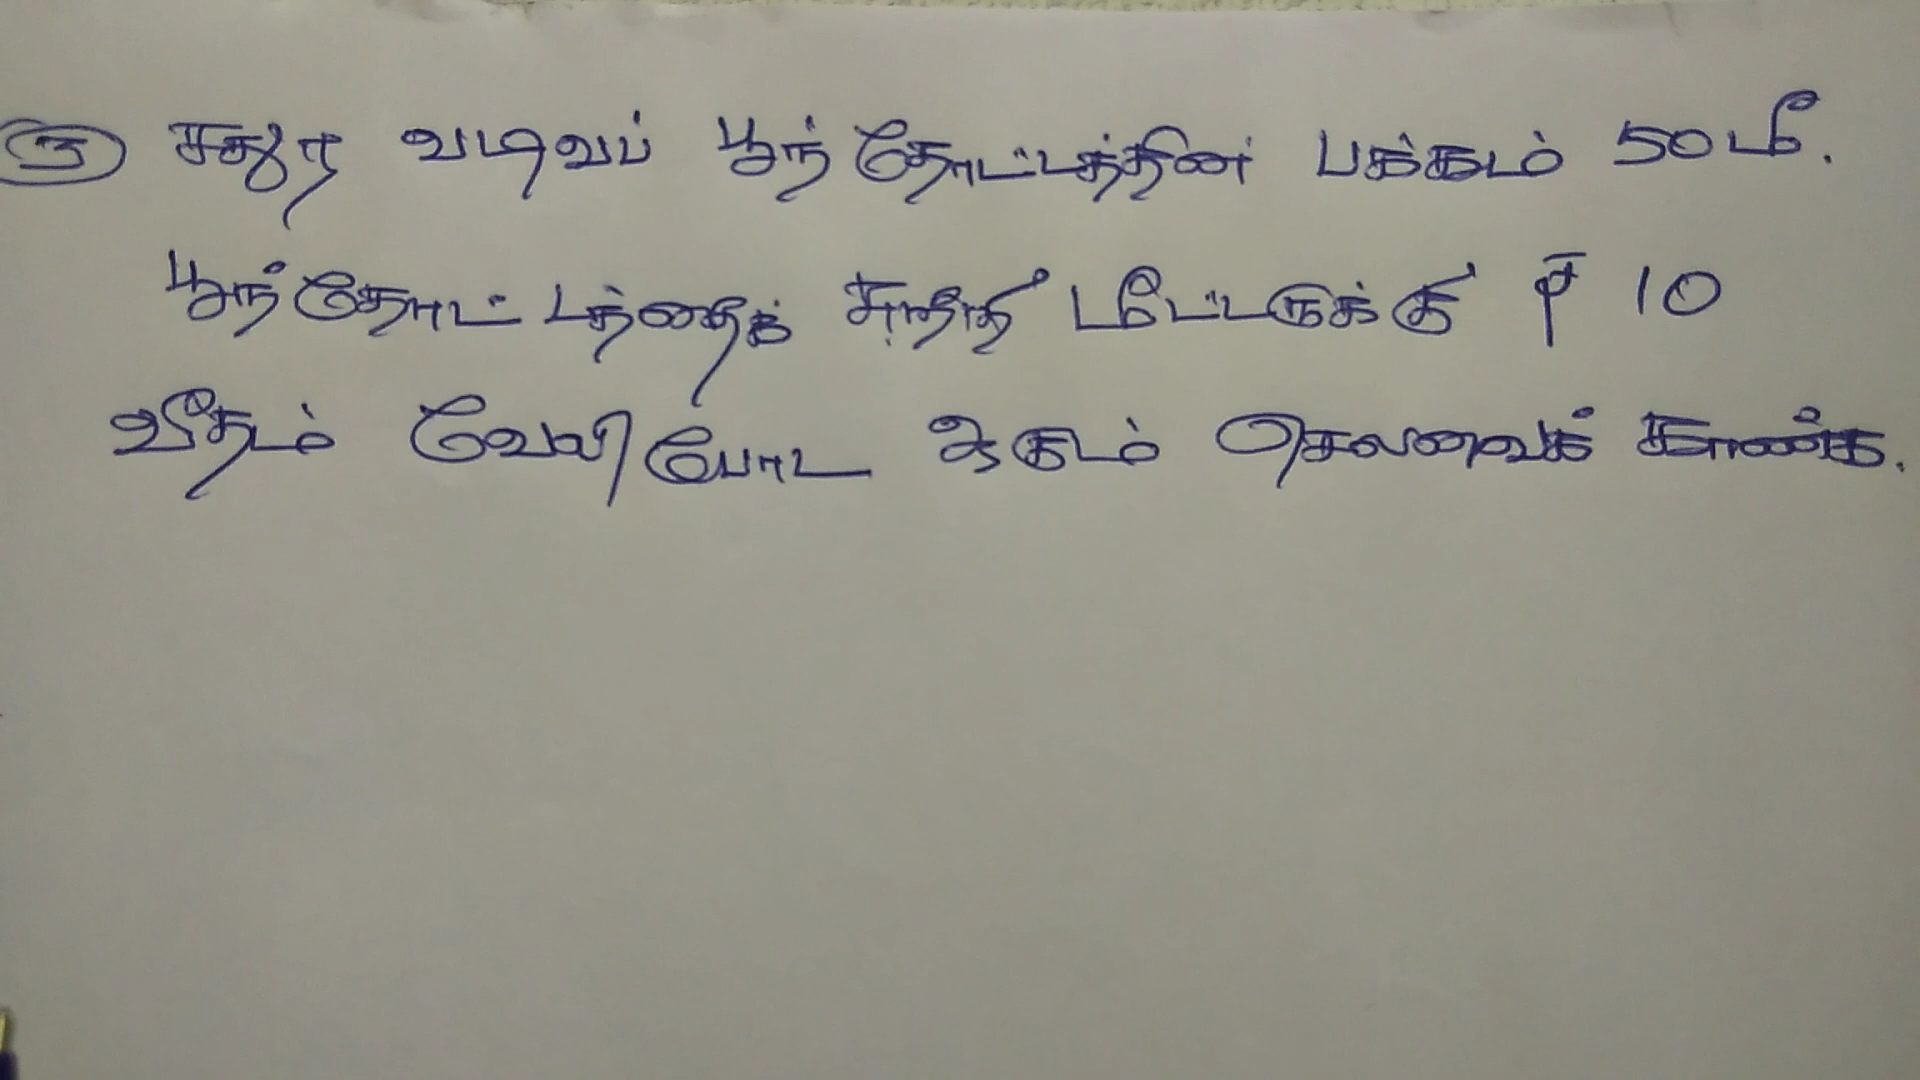 ③ சதுர வடிவப் பூந்தோட்டத்தின் பக்கம் 50மீ.
பூந்தோட்டத்தைச் சுற்றி மீட்டருக்கு ₹ 10
வீதம் வேலி போட ஆகும் செலவைக் காண்க.